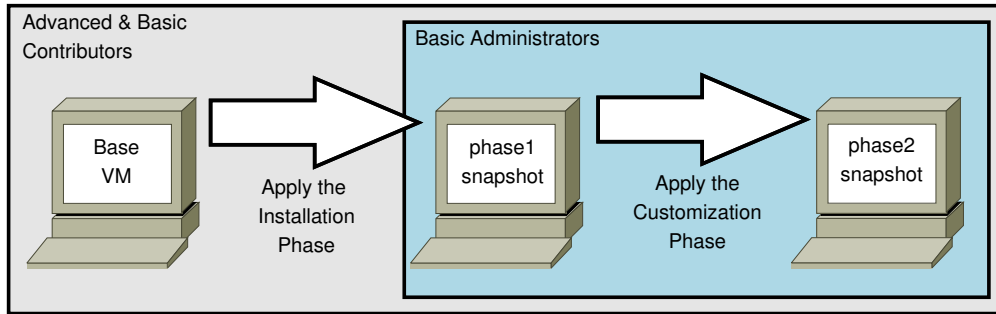 Advanced & Basic
Contributors
Basic Administrators
Base
VM
Apply the
Installation
Phase
phase1
snapshot
Apply the
Customization
Phase
phase2
snapshot